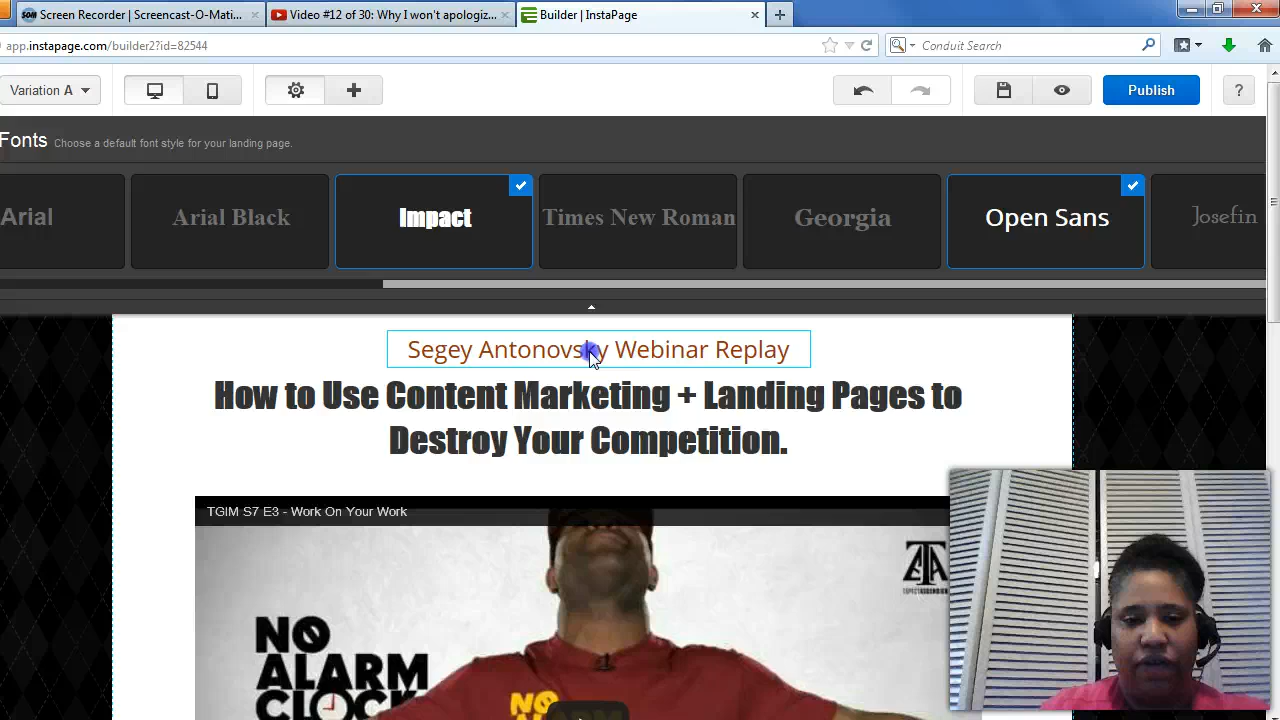 Screen Recorder | Screencast-O-Mati...
Video #12 of 30: Why I won't apologiz...
Builder | InstaPage
app.instapage.com/builder2?id=82544
Conduit Search
Variation A
Publish
?
Fonts Choose a default font style for your landing page.
Arial
Arial Black
Impact
Times New Roman
Georgia
Open Sans
Josefin
Segey Antonovsky Webinar Replay
How to Use Content Marketing + Landing Pages to
Destroy Your Competition.
TGIM S7 E3 - Work On Your Work
ETA
NO
ALARM
CLOCK
NO